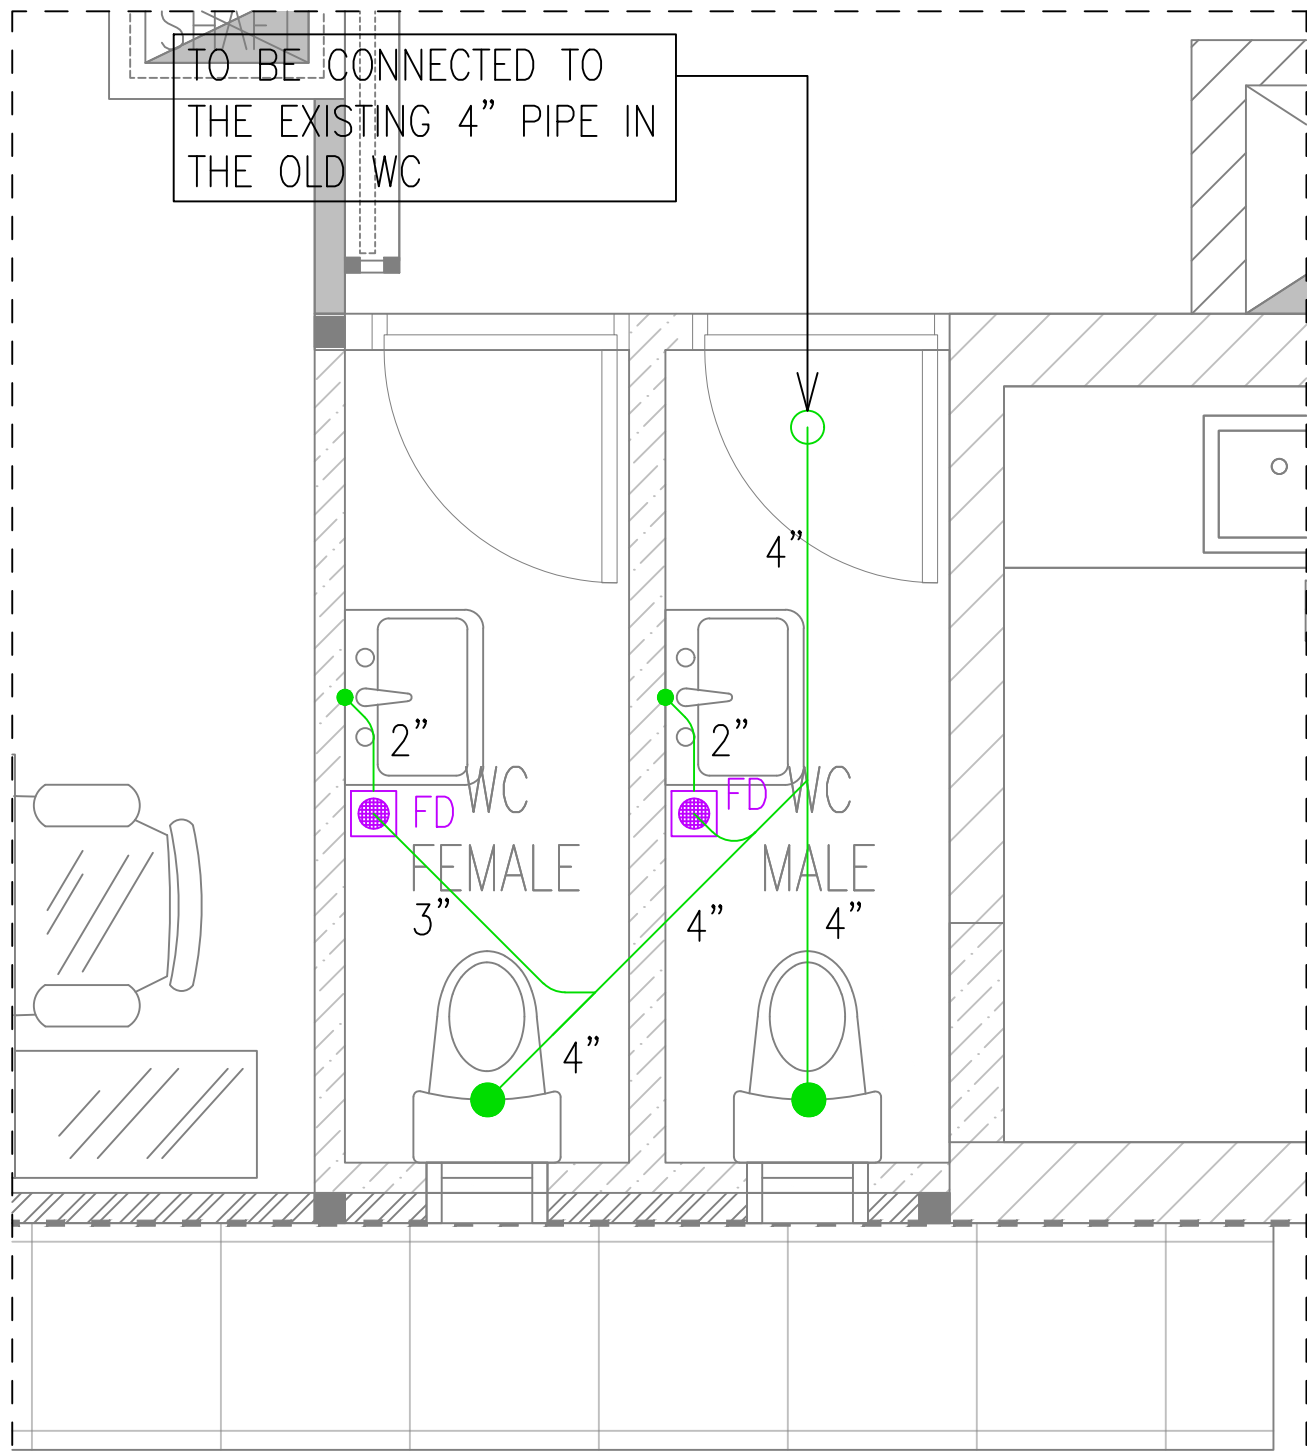 SHAFT
TO BE CONNECTED TO
THE EXISTING 4” PIPE IN
THE OLD WC
4”
2”
2”
FD
WC
FEMALE
FD
WC
MALE
3”
4”
4”
4”